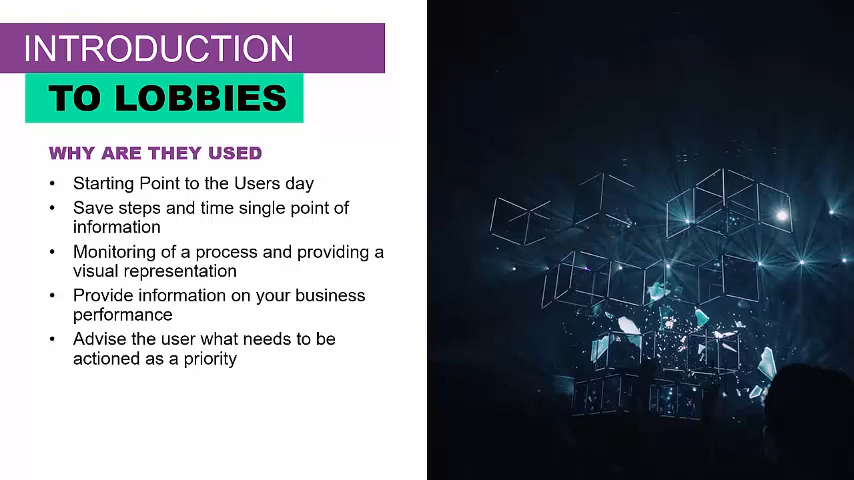 INTRODUCTION
TO LOBBIES
WHY ARE THEY USED
• Starting Point to the Users day
• Save steps and time single point of
information
• Monitoring of a process and providing a
visual representation
• Provide information on your business
performance
• Advise the user what needs to be
actioned as a priority